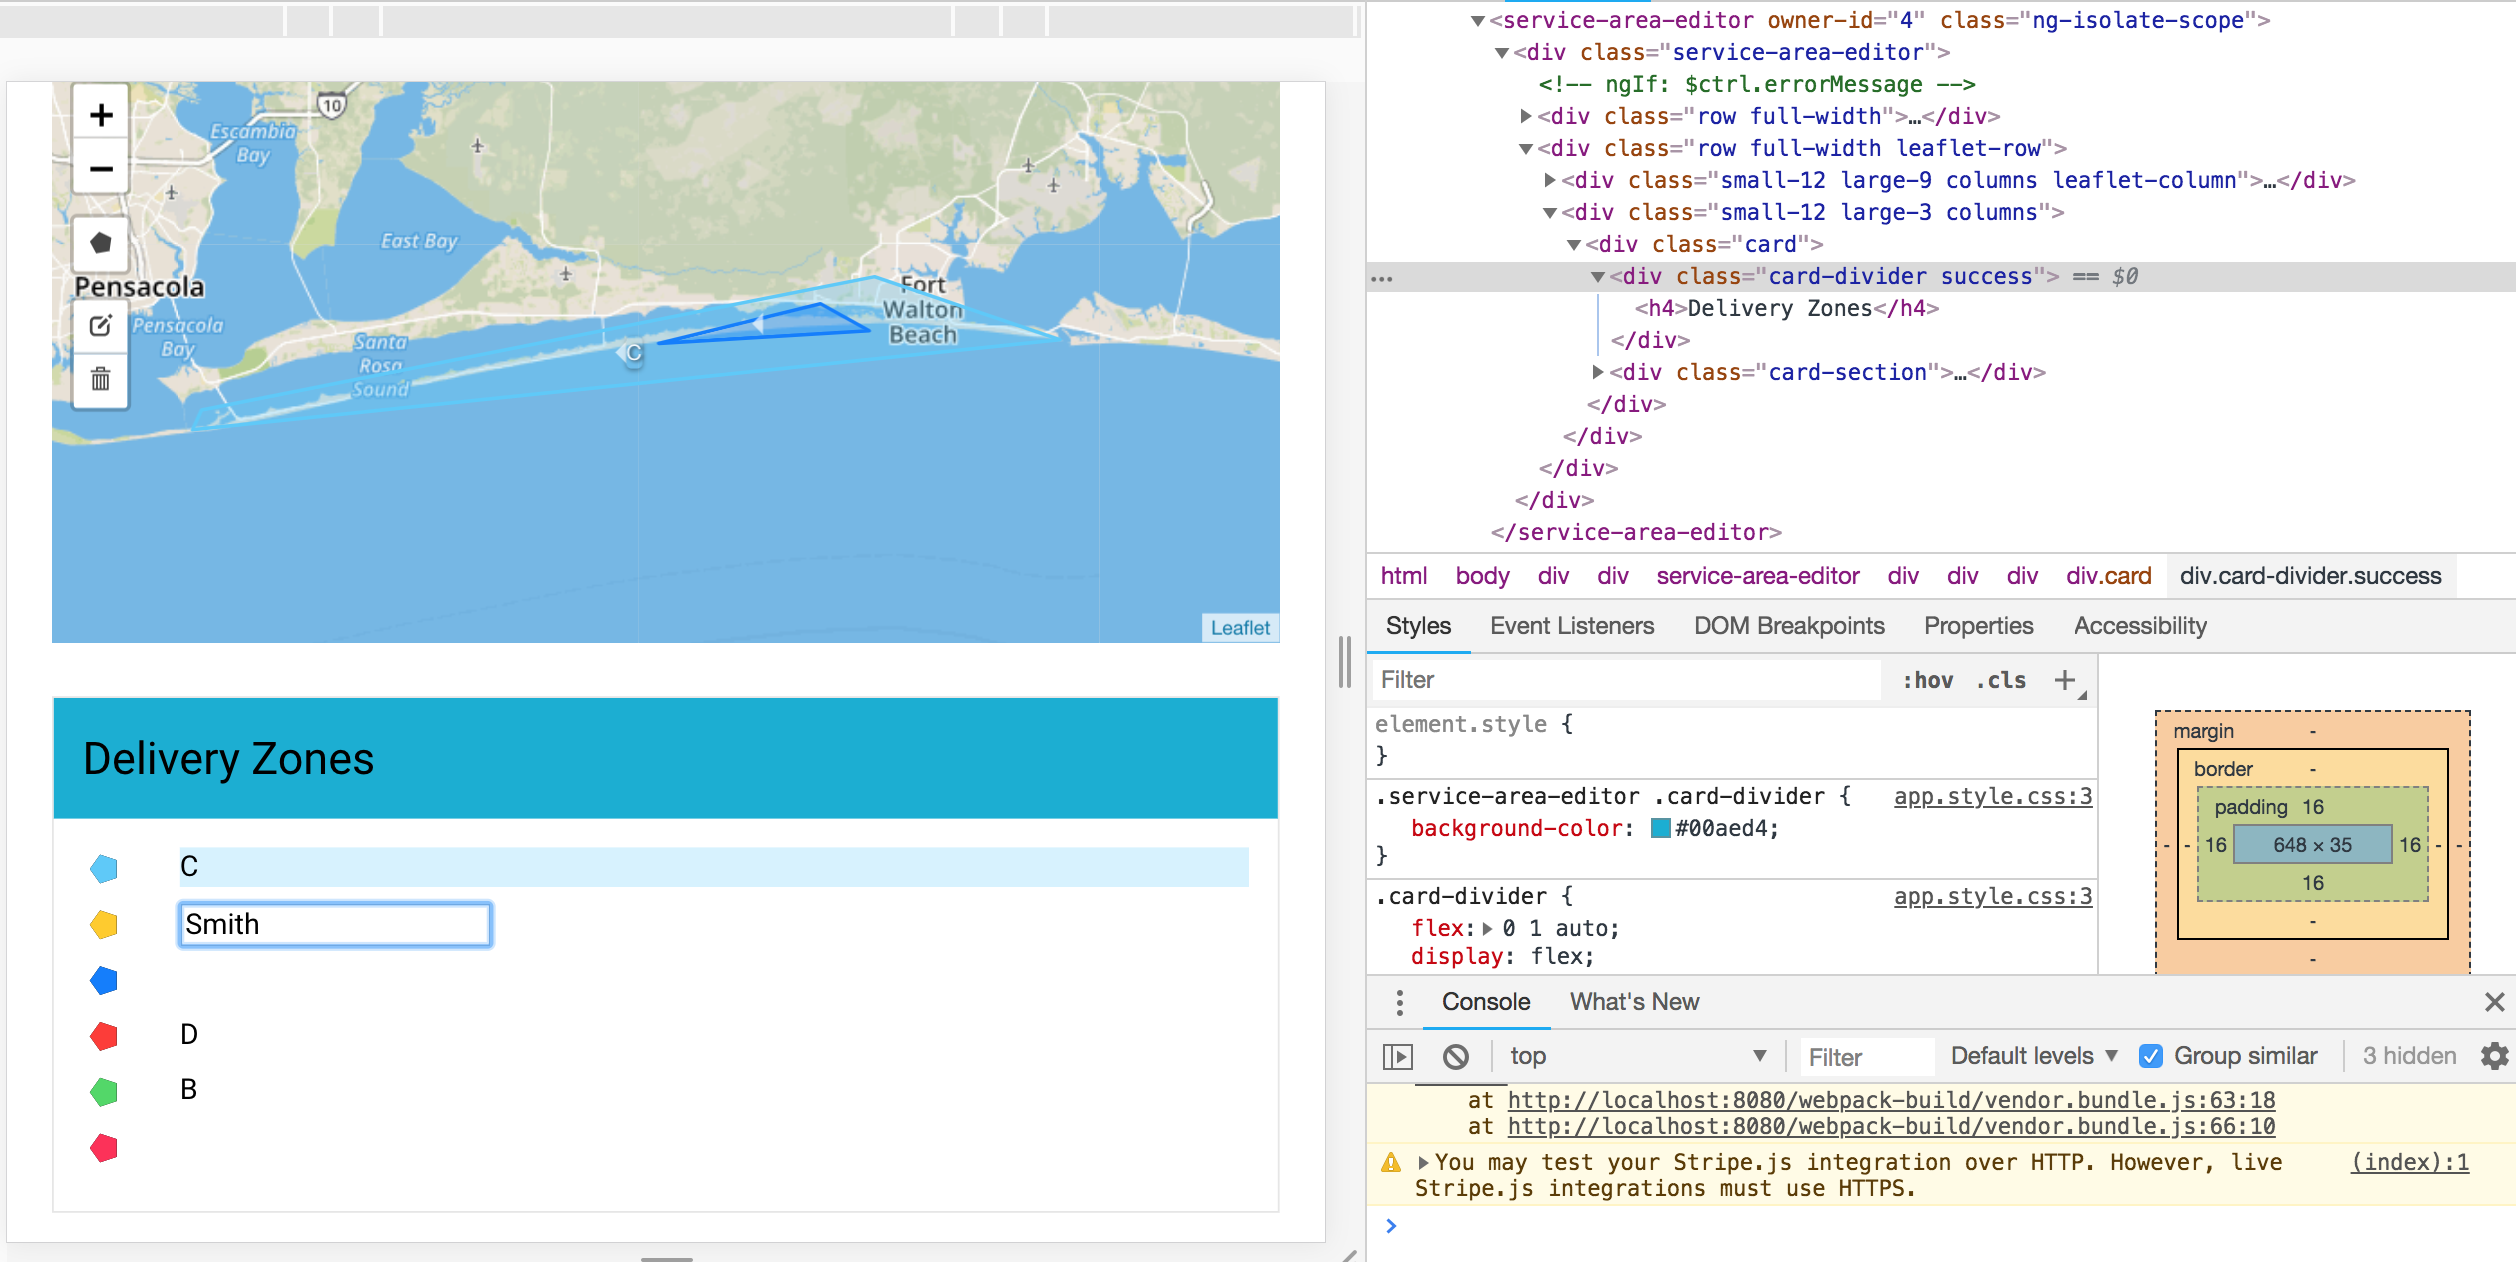 +
−
10
Escambia
Bay
East Bay
Pensacola
Pensacola
Bay
Santa
Rosa
Sound
Fort
Walton
Beach
C
Leaflet
Delivery Zones
C
Smith
D
B
▼<service-area-editor owner-id="4" class="ng-isolate-scope">
▼<div class="service-area-editor">
<!-- ngIf: $ctrl.errorMessage -->
▶<div class="row full-width">…</div>
▼<div class="row full-width leaflet-row">
▶<div class="small-12 large-9 columns leaflet-column">…</div>
▼<div class="small-12 large-3 columns">
▼<div class="card">
… ▼<div class="card-divider success"> == $0
<h4>Delivery Zones</h4>
</div>
▶<div class="card-section">…</div>
</div>
</div>
</div>
</div>
</service-area-editor>
html body div div service-area-editor div div div div.card div.card-divider.success
Styles Event Listeners DOM Breakpoints Properties Accessibility
Filter :hov .cls +
element.style {
}
.service-area-editor .card-divider { app.style.css:3
background-color: #00aed4;
}
.card-divider { app.style.css:3
flex:▶ 0 1 auto;
display: flex;
margin -
border -
padding 16
- - 16 648 × 35 16 - -
16
-
-
Console What's New
top ▼ Filter Default levels ▼ Group similar 3 hidden
at http://localhost:8080/webpack-build/vendor.bundle.js:63:18
at http://localhost:8080/webpack-build/vendor.bundle.js:66:10
▶You may test your Stripe.js integration over HTTP. However, live (index):1
Stripe.js integrations must use HTTPS.
>